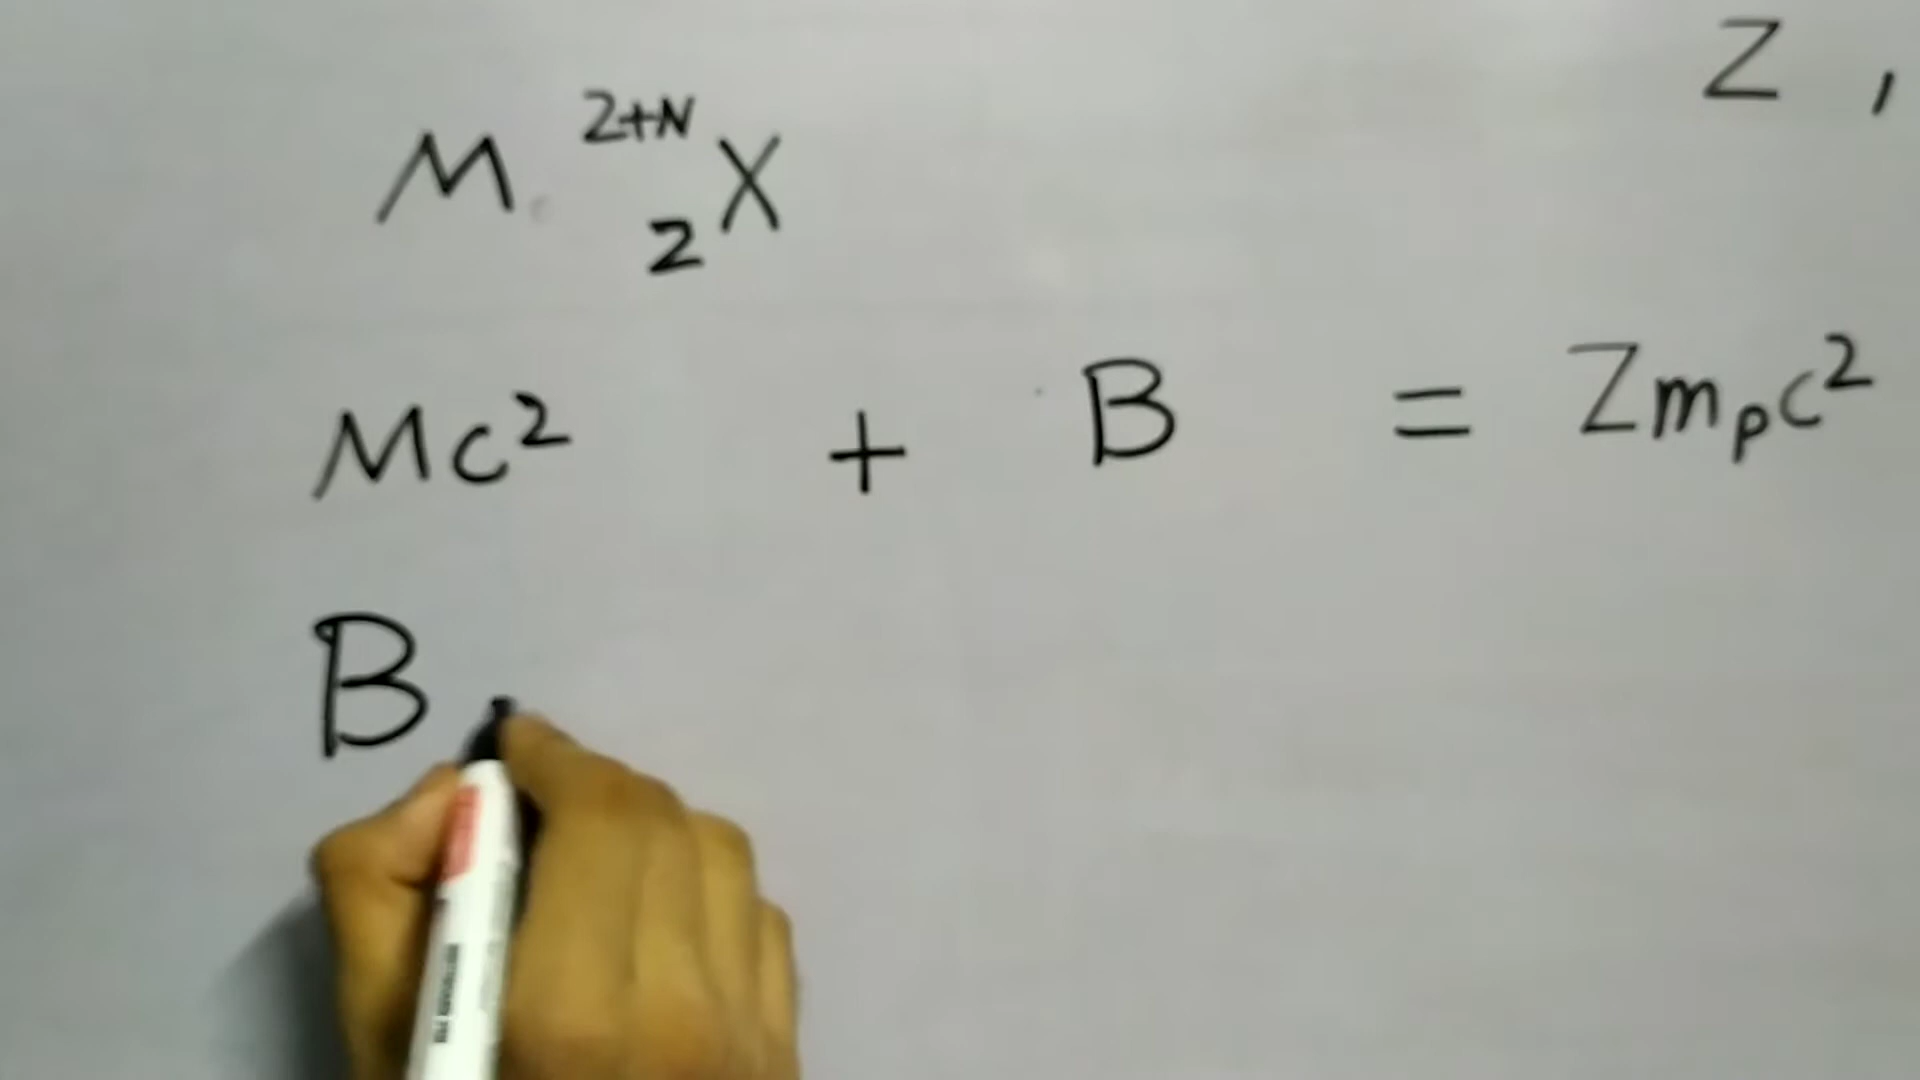 Z ,
M ᶻ⁺ᴺ X
Z
Mc² + B = Zmₚc²
B